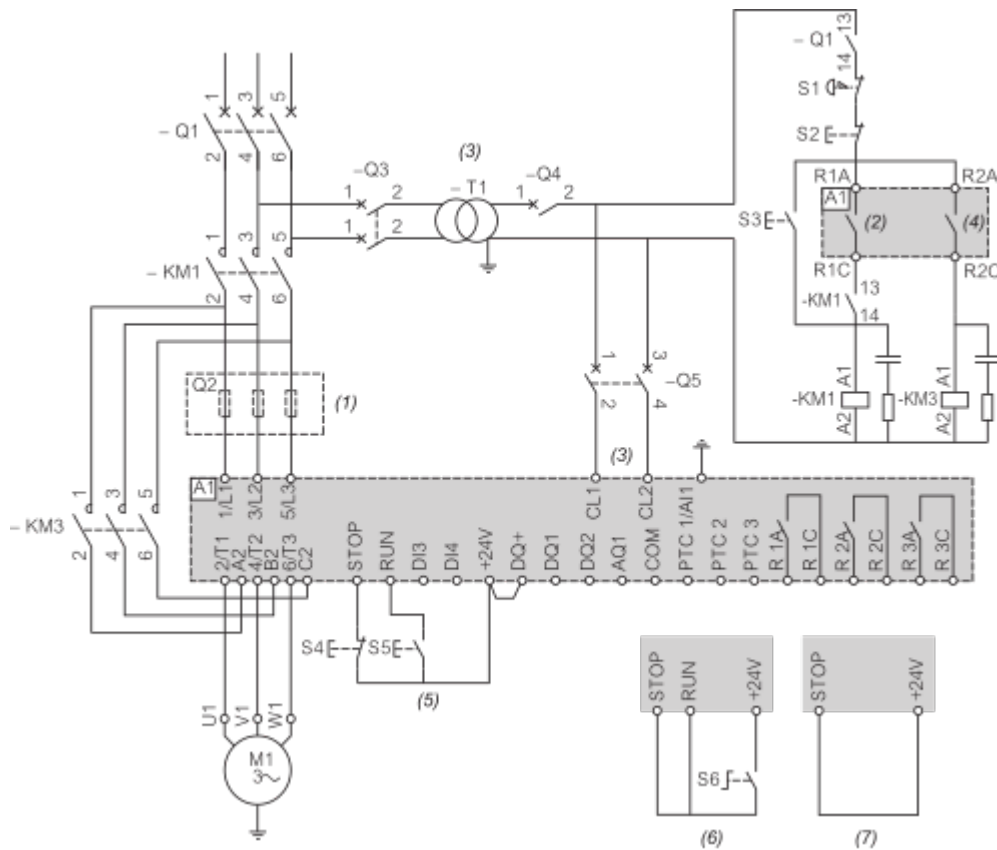 13
– Q1
14
S1
S2
1 3 5
– Q1
2 4 6
(3)
–Q3
1 2
– T1
–Q4
1 2
1 2
R1A
R2A
A1
S3
(2)
(4)
R1C
R2C
1 3 5
– KM1
2 4 6
-KM1
13
14
Q2
(1)
1 3
–Q5
2 4
A1
-KM1
A2
A1
-KM3
A2
(3)
1 3 5
– KM3
2 4 6
A1
1/L1
3/L2
5/L3
CL1
CL2
PTC 1/AI1
2/T1
A2
4/T2
B2
6/T3
C2
STOP
RUN
DI3
DI4
+24V
DQ+
DQ1
DQ2
AQ1
COM
PTC 2
PTC 3
R 1A
R 1C
R 2A
R 2C
R 3A
R 3C
S4
S5
(5)
STOP
RUN
+24V
STOP
+24V
U1
V1
W1
M1
3
S6
(6)
(7)